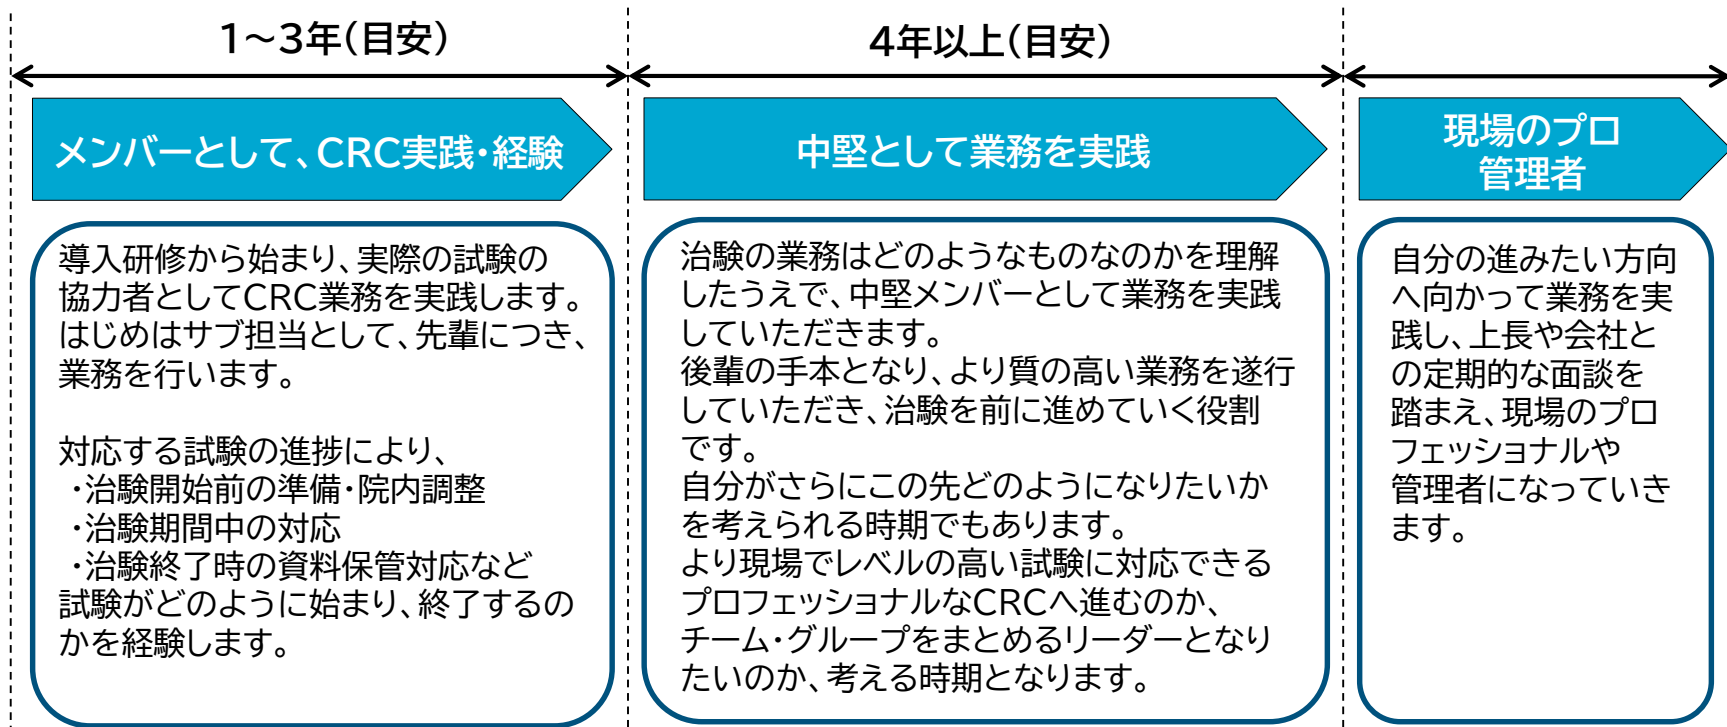 1～3年(目安)
4年以上(目安)
メンバーとして、CRC実践・経験
中堅として業務を実践
現場のプロ
管理者
導入研修から始まり、実際の試験の
協力者としてCRC業務を実践します。
はじめはサブ担当として、先輩につき、
業務を行います。
対応する試験の進捗により、
・治験開始前の準備・院内調整
・治験期間中の対応
・治験終了時の資料保管対応など
試験がどのように始まり、終了するの
かを経験します。
治験の業務はどのようなものなのかを理解
したうえで、中堅メンバーとして業務を実践
していただきます。
後輩の手本となり、より質の高い業務を遂行
していただき、治験を前に進めていく役割
です。
自分がさらにこの先どのようになりたいか
を考えられる時期でもあります。
より現場でレベルの高い試験に対応できる
プロフェッショナルなCRCへ進むのか、
チーム・グループをまとめるリーダーとなり
たいのか、考える時期となります。
自分の進みたい方向
へ向かって業務を実
践し、上長や会社と
の定期的な面談を
踏まえ、現場のプロ
フェッショナルや
管理者になっていき
ます。